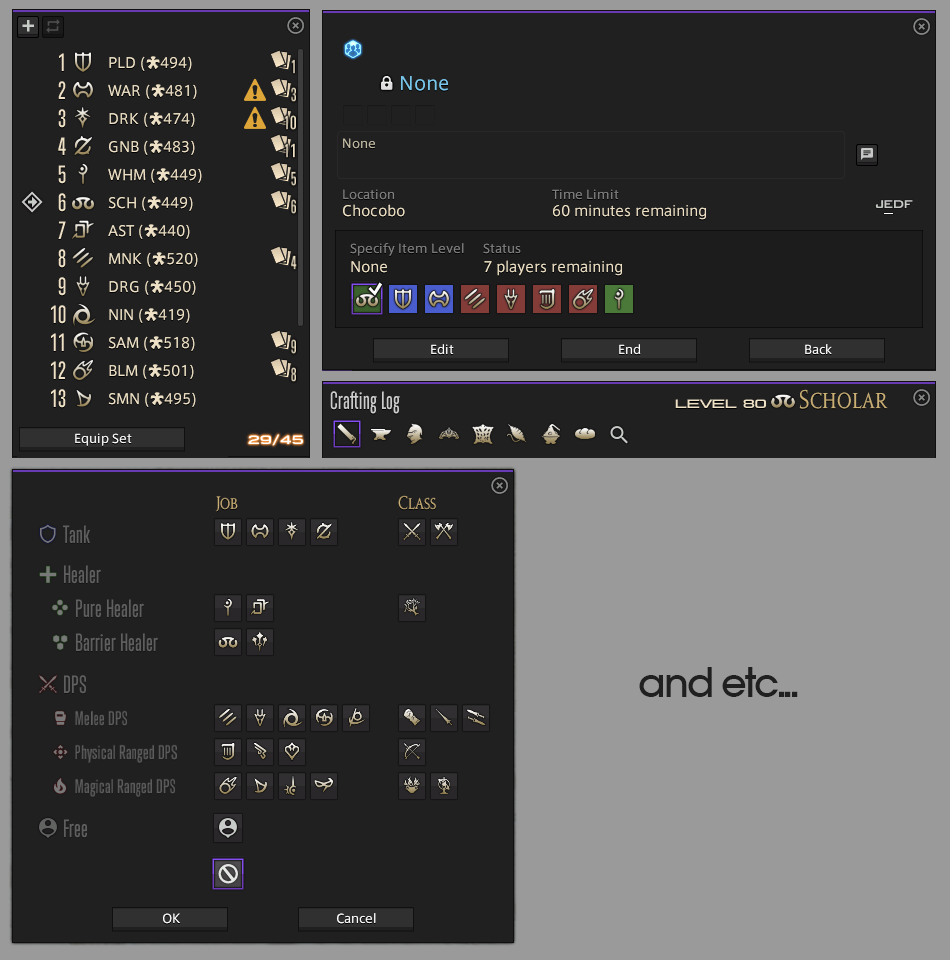 1 PLD (★494) 1
2 WAR (★481) 3
3 DRK (★474) 10
4 GNB (★483) 11
5 WHM (★449) 5
6 SCH (★449) 6
7 AST (★440)
8 MNK (★520) 4
9 DRG (★450)
10 NIN (★419)
11 SAM (★518) 9
12 BLM (★501) 8
13 SMN (★495)
Equip Set 29/45
None
None
Location Time Limit
Chocobo 60 minutes remaining
JEDF
Specify Item Level Status
None 7 players remaining
Edit End Back
Crafting Log LEVEL 80 SCHOLAR
JOB CLASS
Tank
Healer
Pure Healer
Barrier Healer
DPS
Melee DPS
Physical Ranged DPS
Magical Ranged DPS
Free
OK Cancel
and etc...